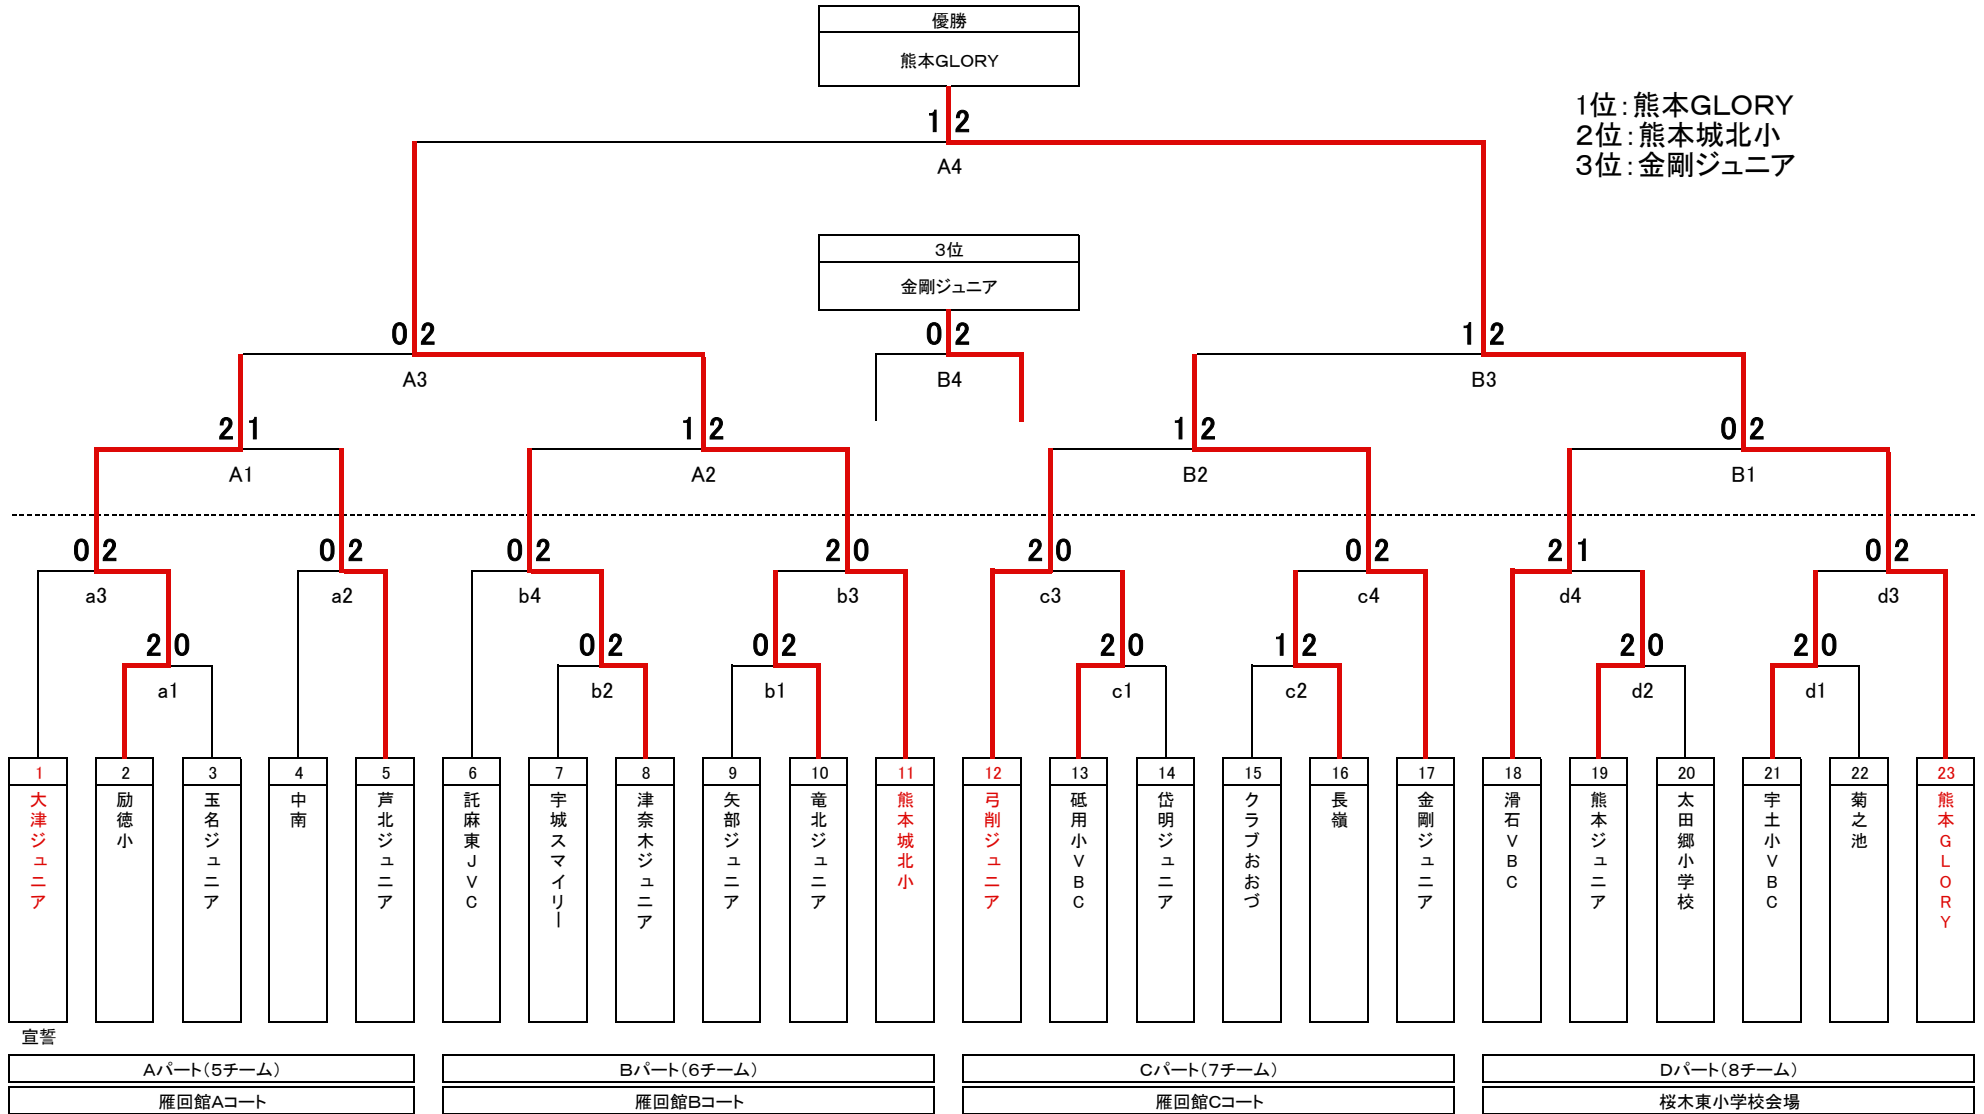 優勝
熊本GLORY
1位:熊本GLORY
2位:熊本城北小
3位:金剛ジュニア
1 2
A4
3位
金剛ジュニア
0 2
A3
0 2
B4
1 2
B3
2 1
A1
1 2
A2
1 2
B2
0 2
B1
0 2
a3
0 2
a2
0 2
b4
2 0
b3
2 0
c3
0 2
c4
2 1
d4
0 2
d3
2 0
a1
0 2
b2
0 2
b1
2 0
c1
1 2
c2
2 0
d2
2 0
d1
1
大津ジュニア
2
励徳小
3
玉名ジュニア
4
中南
5
芦北ジュニア
6
託麻東JVC
7
宇城スマイリー
8
津奈木ジュニア
9
矢部ジュニア
10
竜北ジュニア
11
熊本城北小
12
弓削ジュニア
13
砥用小VBC
14
岱明ジュニア
15
クラブおおづ
16
長嶺
17
金剛ジュニア
18
滑石VBC
19
熊本ジュニア
20
太田郷小学校
21
宇土小VBC
22
菊之池
23
熊本GLORY
宣誓
Aパート(5チーム)
Bパート(6チーム)
Cパート(7チーム)
Dパート(8チーム)
雁回館Aコート
雁回館Bコート
雁回館Cコート
桜木東小学校会場